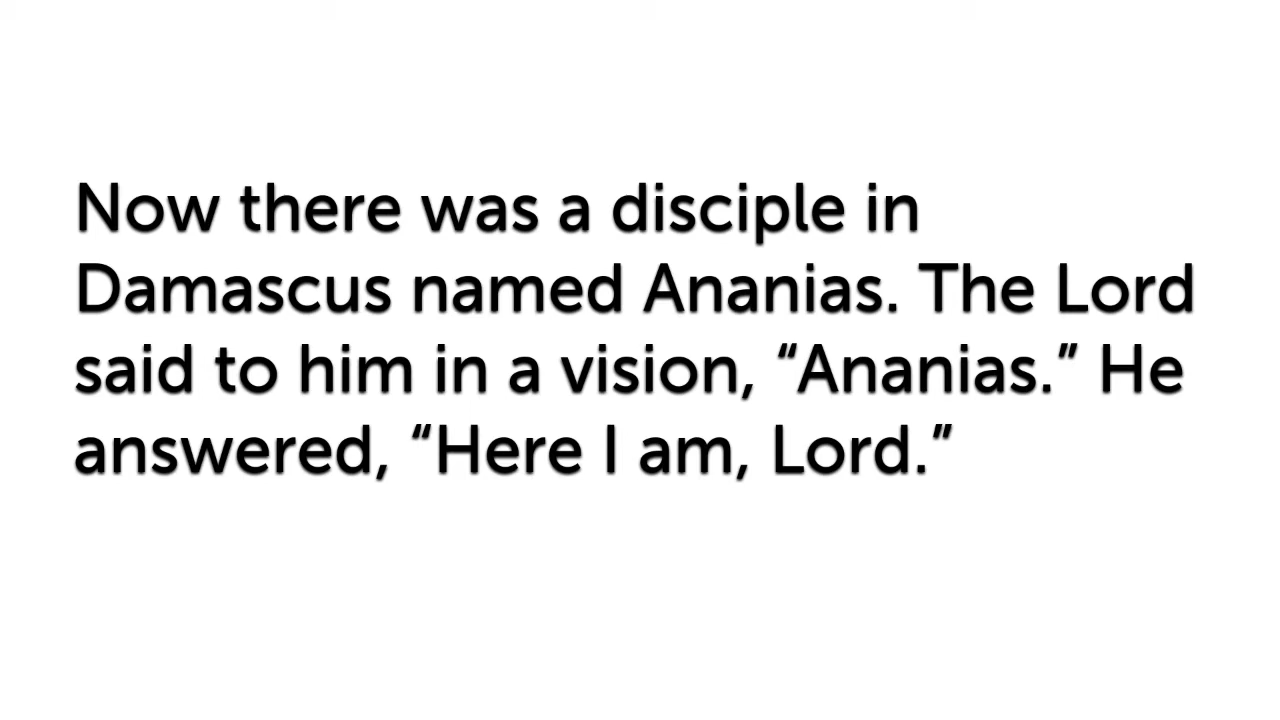 Now there was a disciple in
Damascus named Ananias. The Lord
said to him in a vision, “Ananias.” He
answered, “Here I am, Lord.”